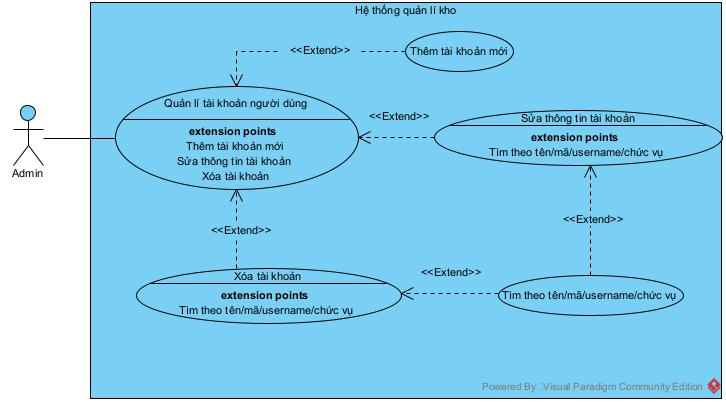 Hệ thống quản lí kho
<<Extend>>
Thêm tài khoản mới
Quản lí tài khoản người dùng
extension points
Thêm tài khoản mới
Sửa thông tin tài khoản
Xóa tài khoản
<<Extend>>
Sửa thông tin tài khoản
extension points
Tìm theo tên/mã/username/chức vụ
Admin
<<Extend>>
<<Extend>>
Xóa tài khoản
extension points
Tìm theo tên/mã/username/chức vụ
<<Extend>>
Tìm theo tên/mã/username/chức vụ
Powered By Visual Paradigm Community Edition